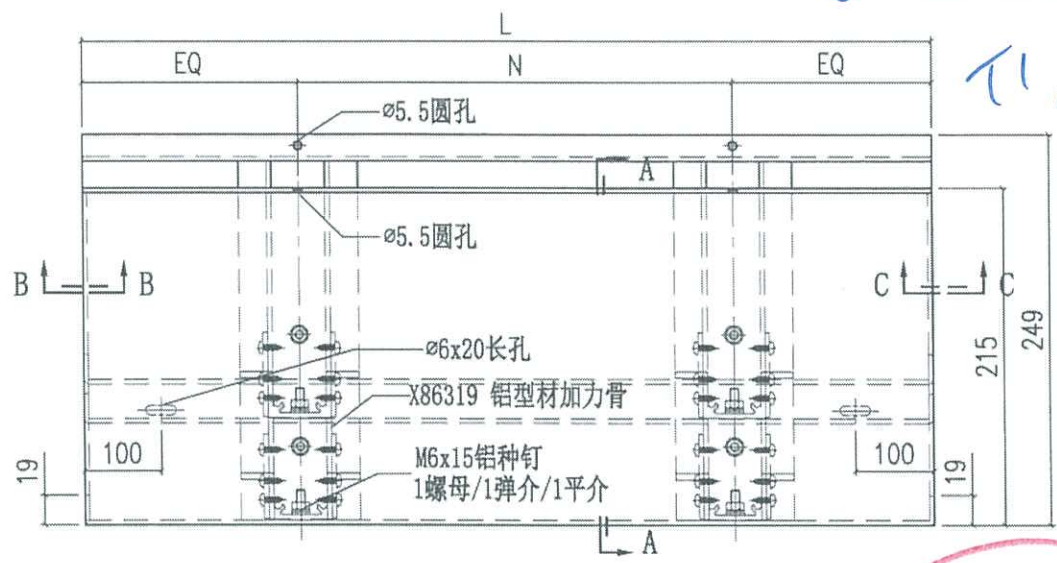 L
EQ N EQ
ø5.5圆孔
A
ø5.5圆孔
B B
C C
249
215
ø6x20长孔
X86319 铝型材加力骨
100
100
19
19
M6x15铝种钉
1螺母/1弹介/1平介
A